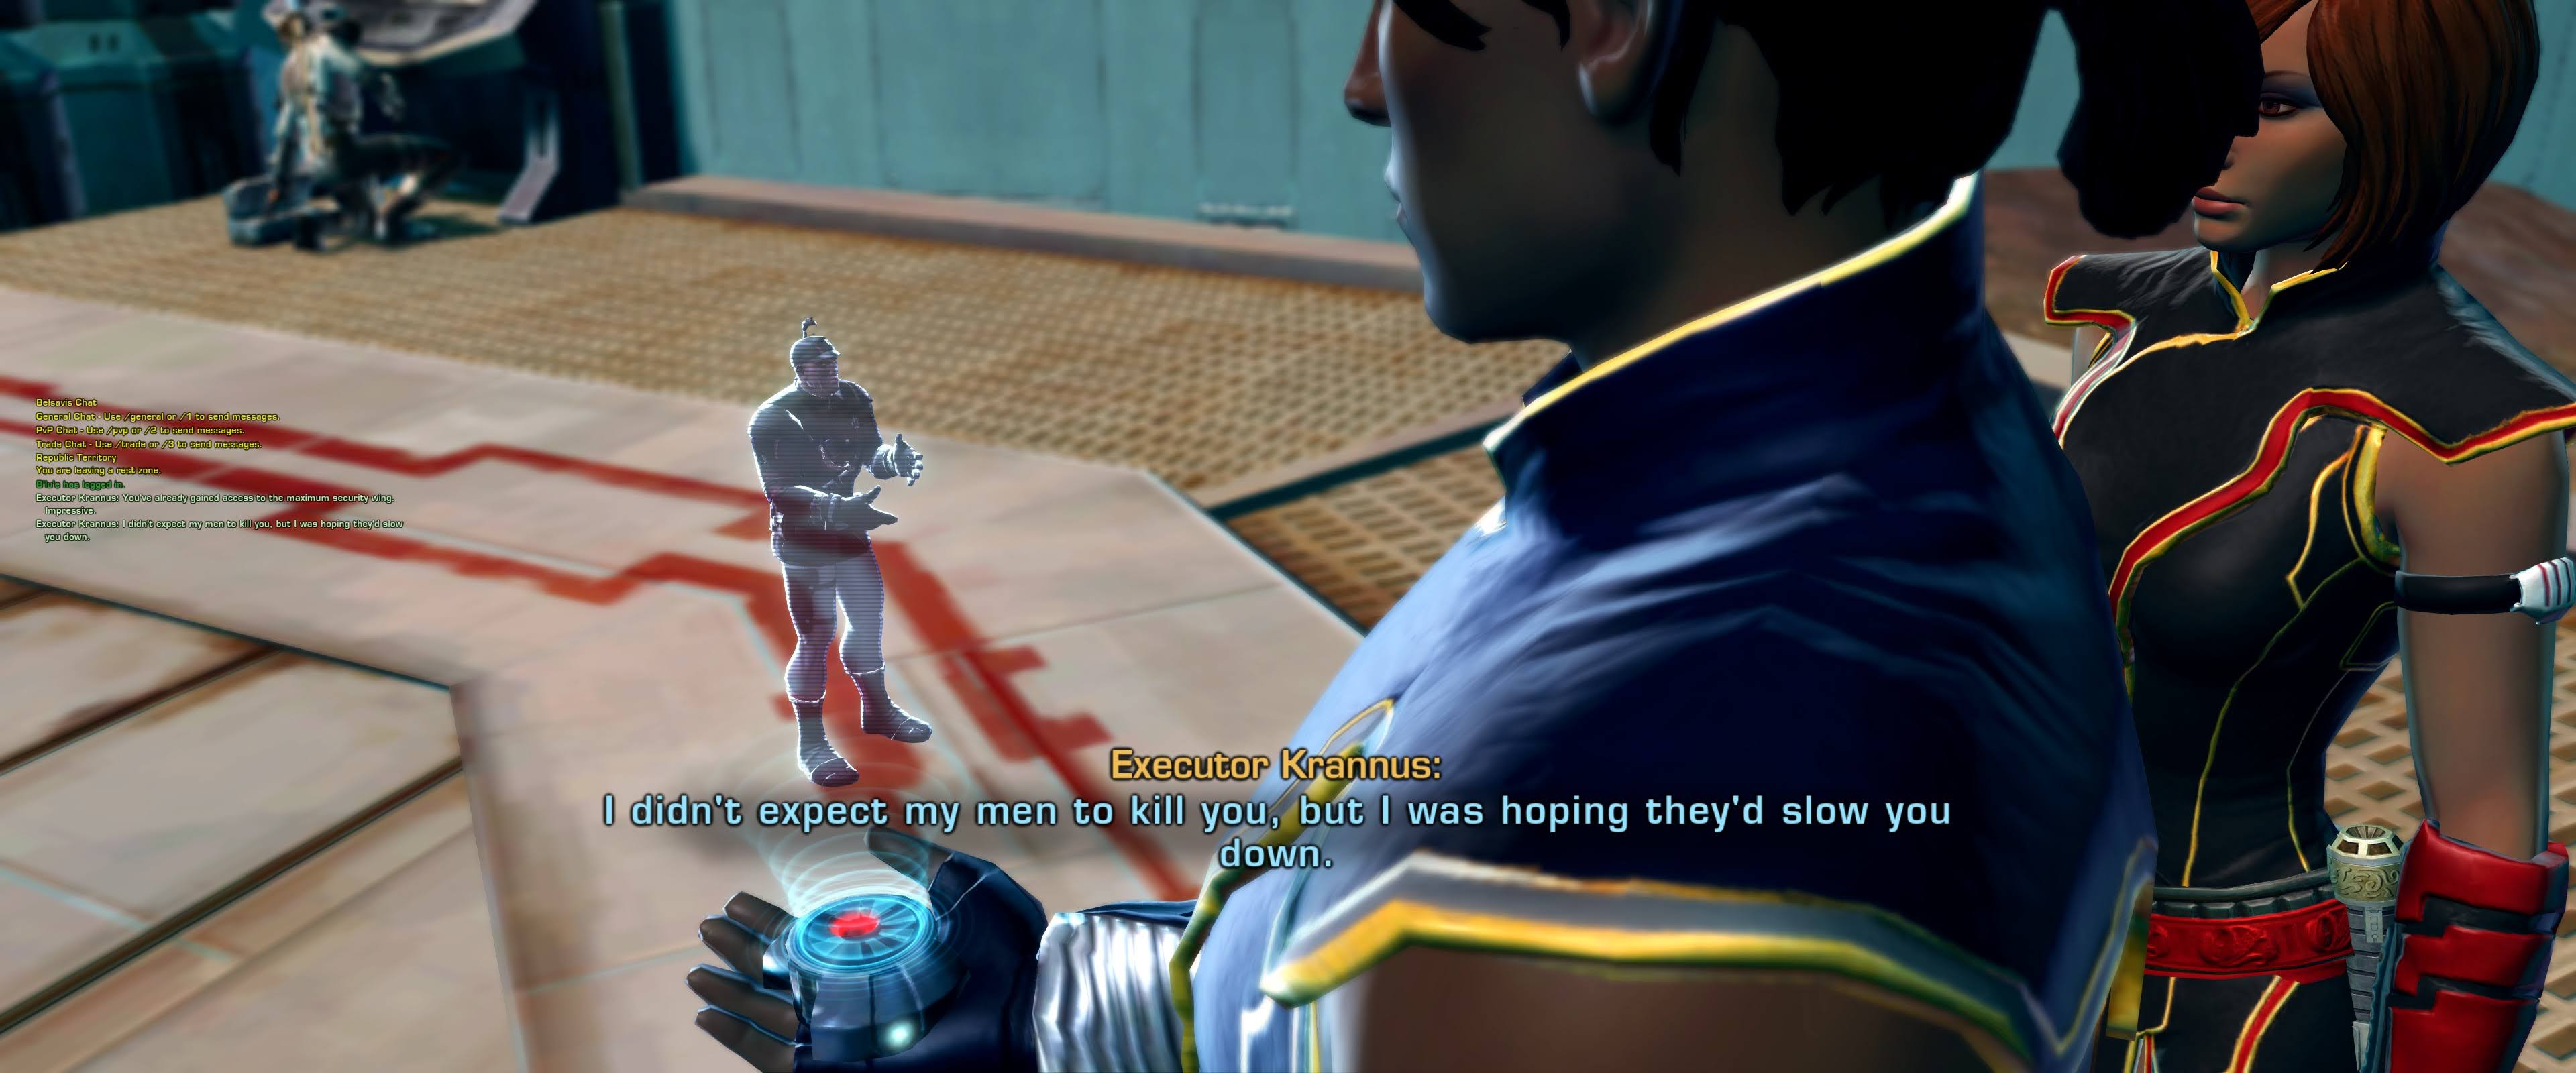 Belsavis Chat
General Chat - Use /general or /1 to send messages.
PvP Chat - Use /pvp or /2 to send messages.
Trade Chat - Use /trade or /3 to send messages.
Republic Territory
You are leaving a rest zone.
has logged in.
Executor Krannus: You've already gained access to the maximum security wing.
Impressive.
Executor Krannus: I didn't expect my men to kill you, but I was hoping they'd slow
you down.
Executor Krannus:
I didn't expect my men to kill you, but I was hoping they'd slow you
down.